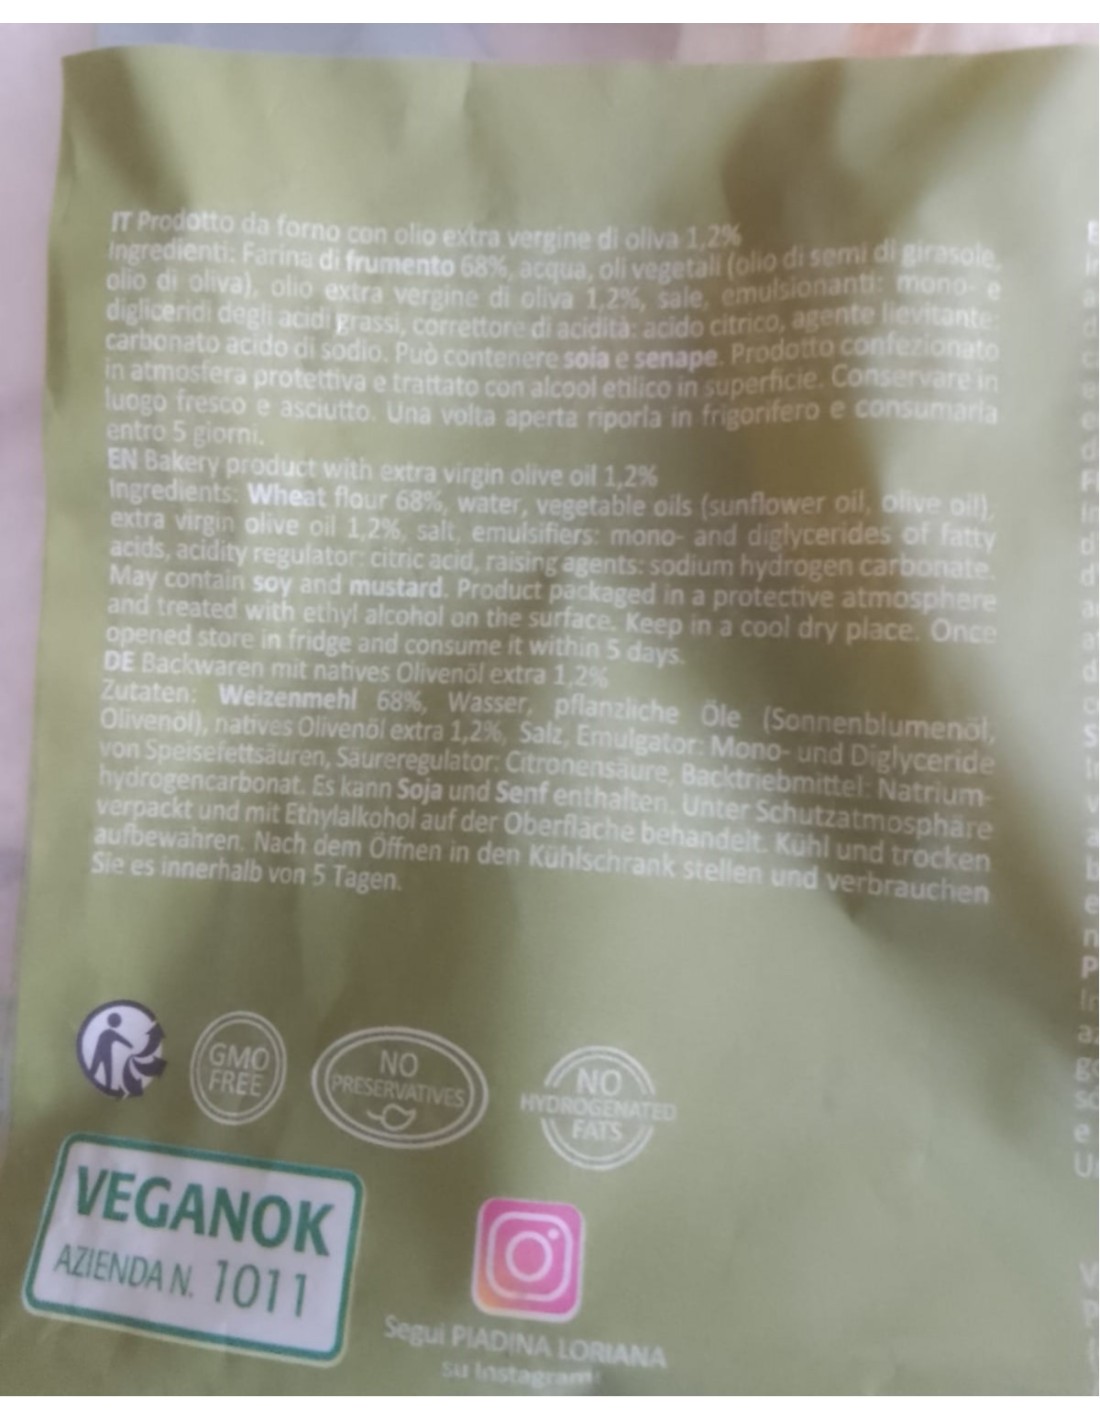 IT Prodotto da forno con olio extra vergine di oliva 1,2%
Ingredienti: Farina di frumento 68%, acqua, oli vegetali (olio di semi di girasole,
olio di oliva), olio extra vergine di oliva 1,2%, sale, emulsionanti: mono- e
digliceridi degli acidi grassi, correttore di acidità: acido citrico, agente lievitante:
carbonato acido di sodio. Può contenere soia e senape. Prodotto confezionato
in atmosfera protettiva e trattato con alcool etilico in superficie. Conservare in
luogo fresco e asciutto. Una volta aperta riporla in frigorifero e consumarla
entro 5 giorni.
EN Bakery product with extra virgin olive oil 1,2%
Ingredients: Wheat flour 68%, water, vegetable oils (sunflower oil, olive oil),
extra virgin olive oil 1,2%, salt, emulsifiers: mono- and diglycerides of fatty
acids, acidity regulator: citric acid, raising agents: sodium hydrogen carbonate.
May contain soy and mustard. Product packaged in a protective atmosphere
and treated with ethyl alcohol on the surface. Keep in a cool dry place. Once
opened store in fridge and consume it within 5 days.
DE Backwaren mit natives Olivenöl extra 1,2%
Zutaten: Weizenmehl 68%, Wasser, pflanzliche Öle (Sonnenblumenöl,
Olivenöl), natives Olivenöl extra 1,2%, Salz, Emulgator: Mono- und Diglyceride
von Speisefettsäuren, Säureregulator: Citronensäure, Backtriebmittel: Natrium-
hydrogencarbonat. Es kann Soja und Senf enthalten. Unter Schutzatmosphäre
verpackt und mit Ethylalkohol auf der Oberfläche behandelt. Kühl und trocken
aufbewahren. Nach dem Öffnen in den Kühlschrank stellen und verbrauchen
Sie es innerhalb von 5 Tagen.
GMO
FREE
NO
PRESERVATIVES
NO
HYDROGENATED
FATS
VEGANOK
AZIENDA N. 1011
Segui PIADINA LORIANA
su Instagram!